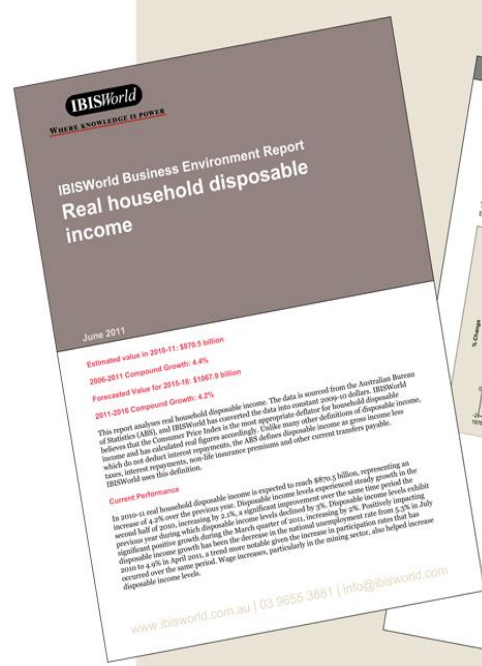 IBISWorld
WHERE KNOWLEDGE IS POWER
IBISWorld Business Environment Report
Real household disposable
income
June 2011
Estimated value in 2010-11: $870.5 billion
2006-2011 Compound Growth: 4.4%
Forecasted Value for 2015-16: $1067.9 billion
2011-2016 Compound Growth: 4.2%
This report analyses real household disposable income. The data is sourced from the Australian Bureau
of Statistics (ABS), and IBISWorld has converted the data into constant 2009-10 dollars. IBISWorld
believes that the Consumer Price Index is the most appropriate deflator for household disposable
income and has calculated real figures accordingly. Unlike many other definitions of disposable income,
which do not deduct interest repayments, the ABS defines disposable income as gross income less
taxes, interest repayments, non-life insurance premiums and other current transfers payable.
IBISWorld uses this definition.
Current Performance
In 2010-11 real household disposable income is expected to reach $870.5 billion, representing an
increase of 4.2% over the previous year. Disposable income levels experienced steady growth in the
second half of 2010, increasing by 2.1%, a significant improvement over the same time period the
previous year during which disposable income levels declined by 3%. Disposable income levels exhibit
significant positive growth during the March quarter of 2011, increasing by 2%. Positively impacting
disposable income growth has been the decrease in the national unemployment rate from 5.3% in July
2010 to 4.9% in April 2011, a trend more notable given the increase in participation rates that has
occurred over the same period. Wage increases, particularly in the mining sector, also helped increase
disposable income levels.
www.ibisworld.com.au | 03 9655 3881 | info@ibisworld.com
% Change